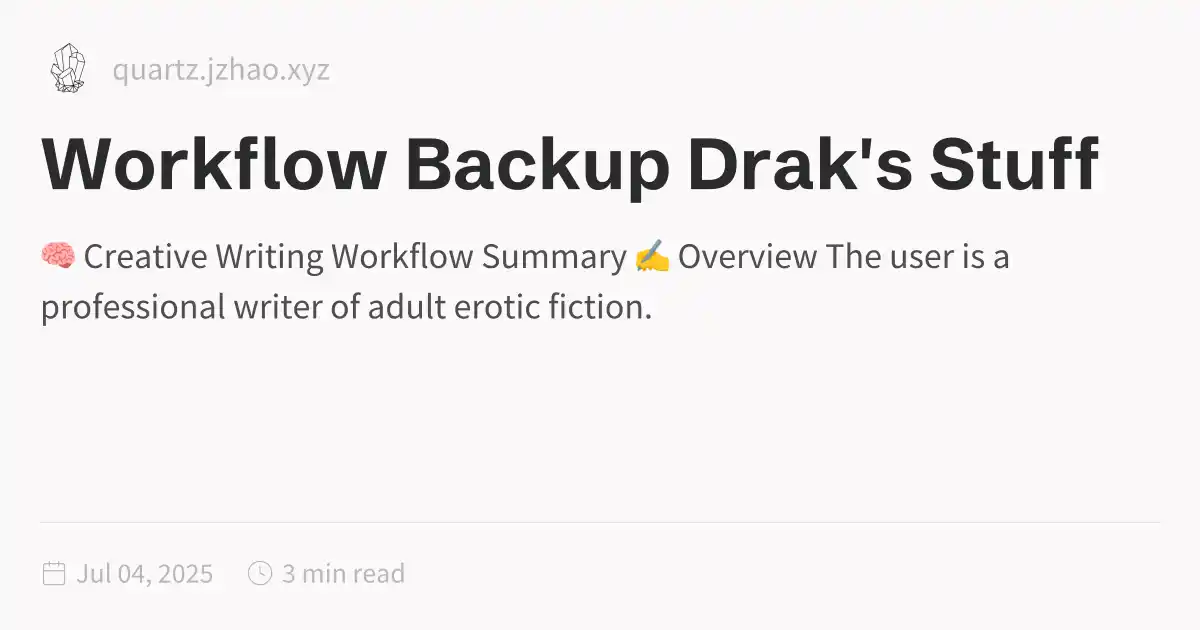 quartz.jzhao.xyz
Workflow Backup Drak's Stuff
🧠 Creative Writing Workflow Summary ✍️ Overview The user is a
professional writer of adult erotic fiction.
Jul 04, 2025 3 min read